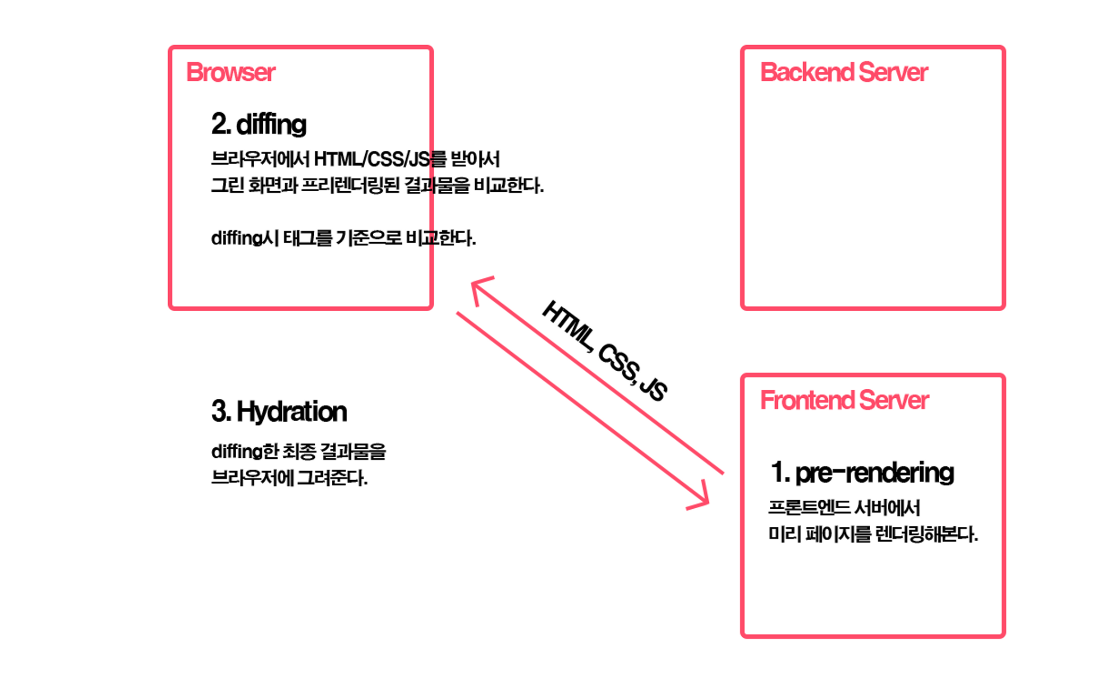 Browser
2. diffing
브라우저에서 HTML/CSS/JS를 받아서
그린 화면과 프리렌더링된 결과물을 비교한다.
diffing시 태그를 기준으로 비교한다.
Backend Server
HTML, CSS, JS
Frontend Server
1. pre-rendering
프론트엔드 서버에서
미리 페이지를 렌더링해본다.
3. Hydration
diffing한 최종 결과물을
브라우저에 그려준다.